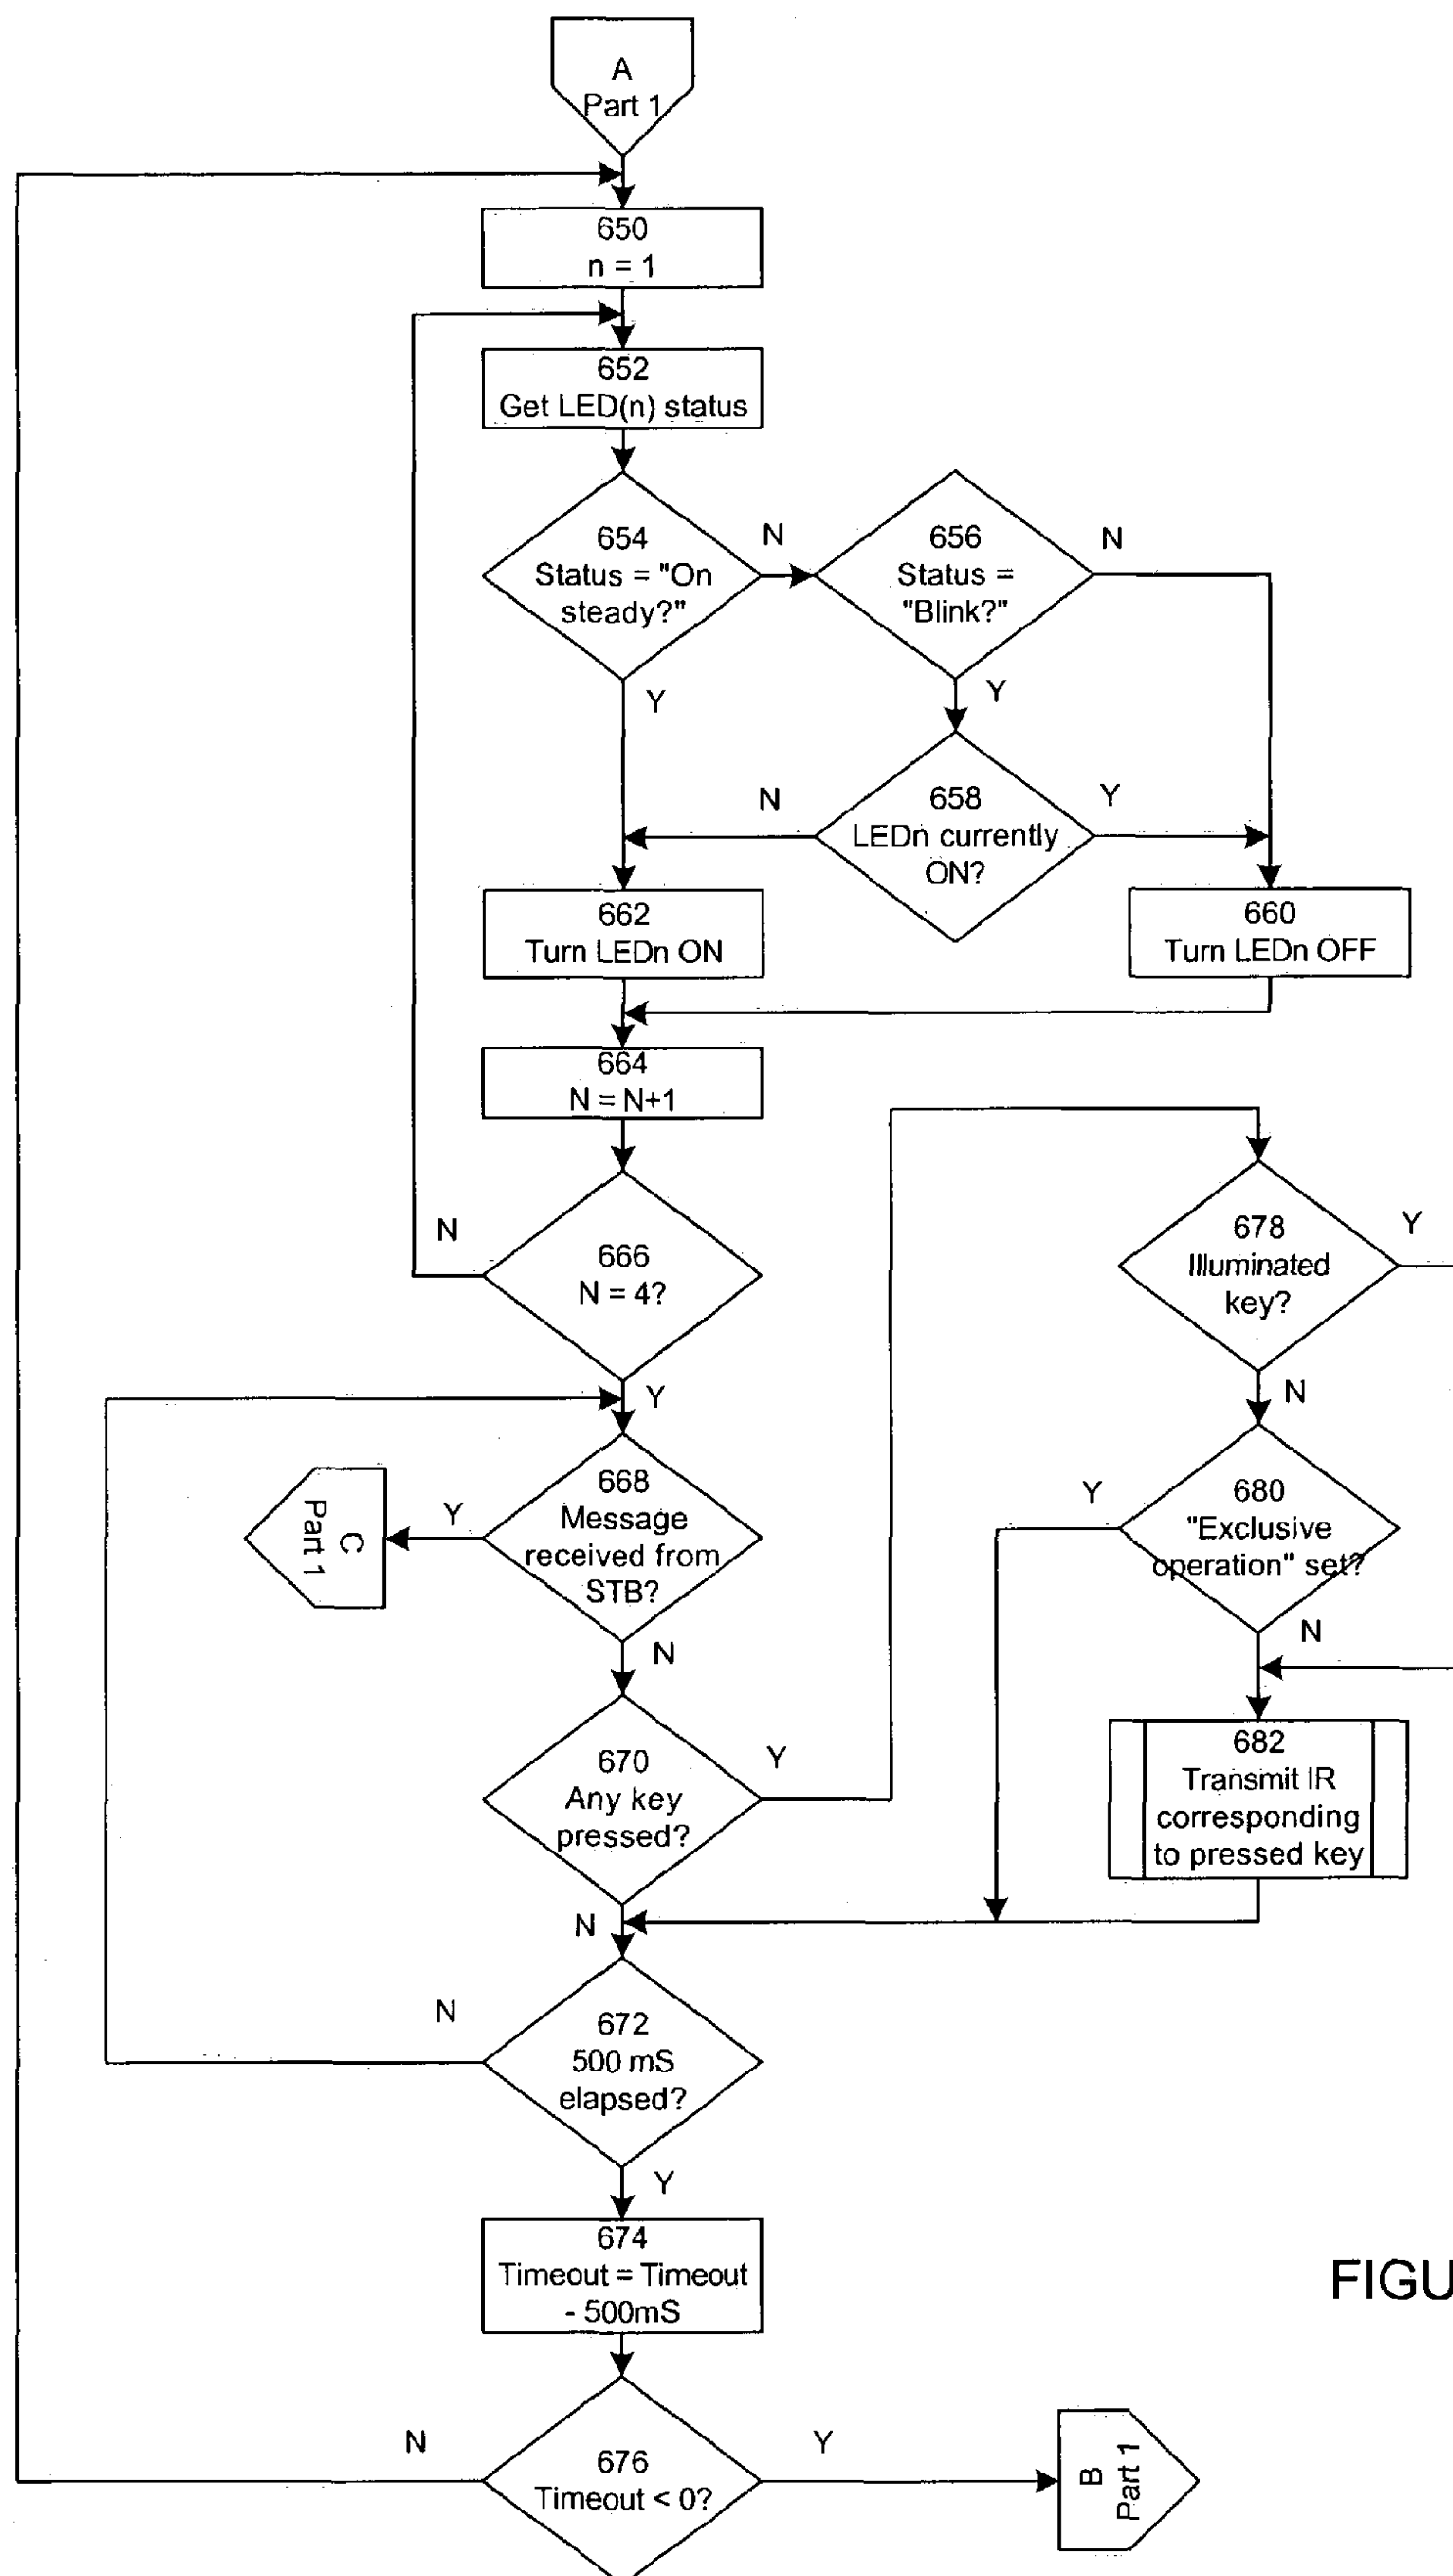 A
Part 1
650
n = 1
652
Get LED(n) status
654
Status = "On
steady?"
N
656
Status =
"Blink?"
N
Y
Y
658
LEDn currently
ON?
N
Y
662
Turn LEDn ON
660
Turn LEDn OFF
664
N = N+1
666
N = 4?
N
Y
678
Illuminated
key?
Y
N
668
Message
received from
STB?
Y
C
Part 1
N
680
"Exclusive
operation" set?
Y
N
670
Any key
pressed?
Y
N
682
Transmit IR
corresponding
to pressed key
672
500 mS
elapsed?
N
Y
674
Timeout = Timeout
- 500mS
FIGU
676
Timeout < 0?
N
Y
B
Part 1